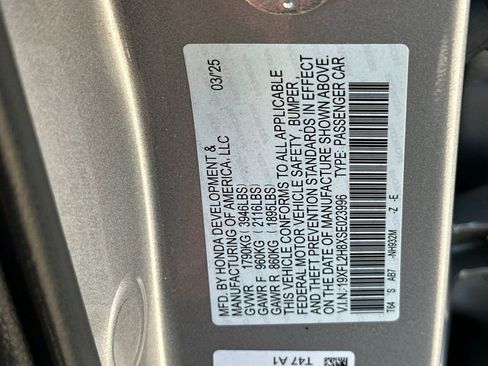 MFD. BY HONDA DEVELOPMENT & 03/25
MANUFACTURING OF AMERICA, LLC
GVWR 1790KG (3946LBS)
GAWR F 960KG (2116LBS)
GAWR R 860KG (1895LBS)
THIS VEHICLE CONFORMS TO ALL APPLICABLE
FEDERAL MOTOR VEHICLE SAFETY , BUMPER,
AND THEFT PREVENTION STANDARDS IN EFFECT
ON THE DATE OF MANUFACTURE SHOWN ABOVE.
V.I.N.: 19XFL2H8XSE023996 TYPE: PASSENGER CAR
T64 S AB7 -NH932M -Z -E
T47 A1